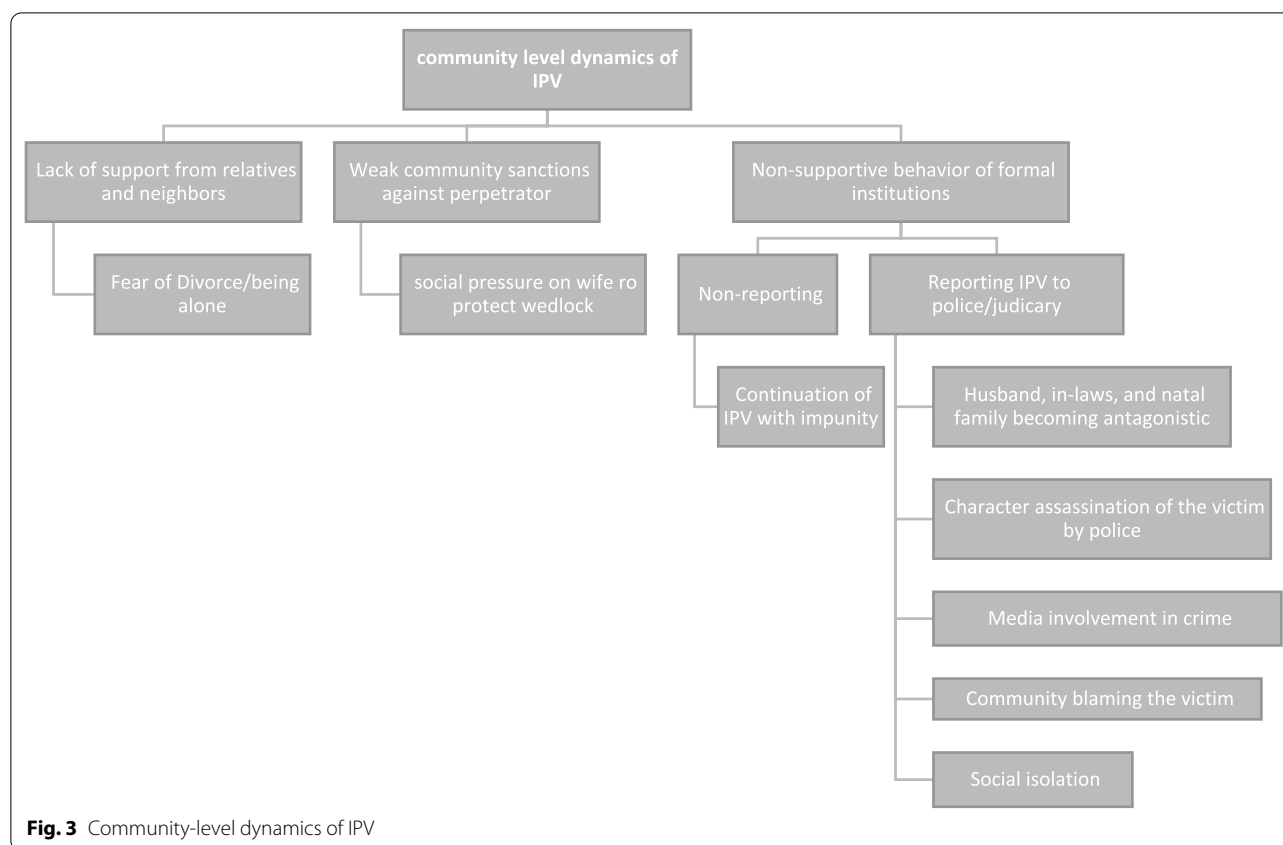 community level dynamics of
IPV
Lack of support from relatives
and neighbors
Weak community sanctions
against perpetrator
Non-supportive behavior of formal
institutions
Fear of Divorce/being
alone
social pressure on wife ro
protect wedlock
Non-reporting
Reporting IPV to
police/judicary
Continuation of
IPV with impunity
Husband, in-laws, and natal
family becoming antagonistic
Character assassination of the victim
by police
Media involvement in crime
Community blaming the victim
Social isolation
Fig. 3 Community-level dynamics of IPV